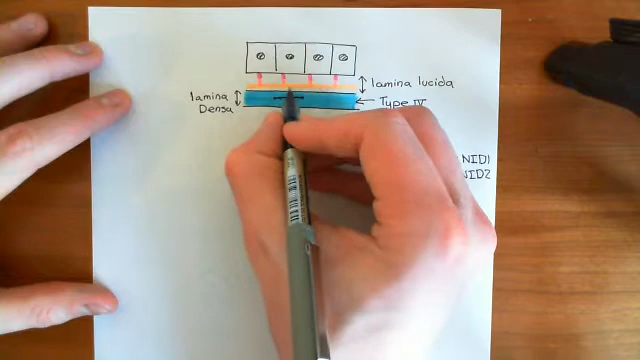 lamina lucida
lamina
Densa
Type IV
NID1
NID2